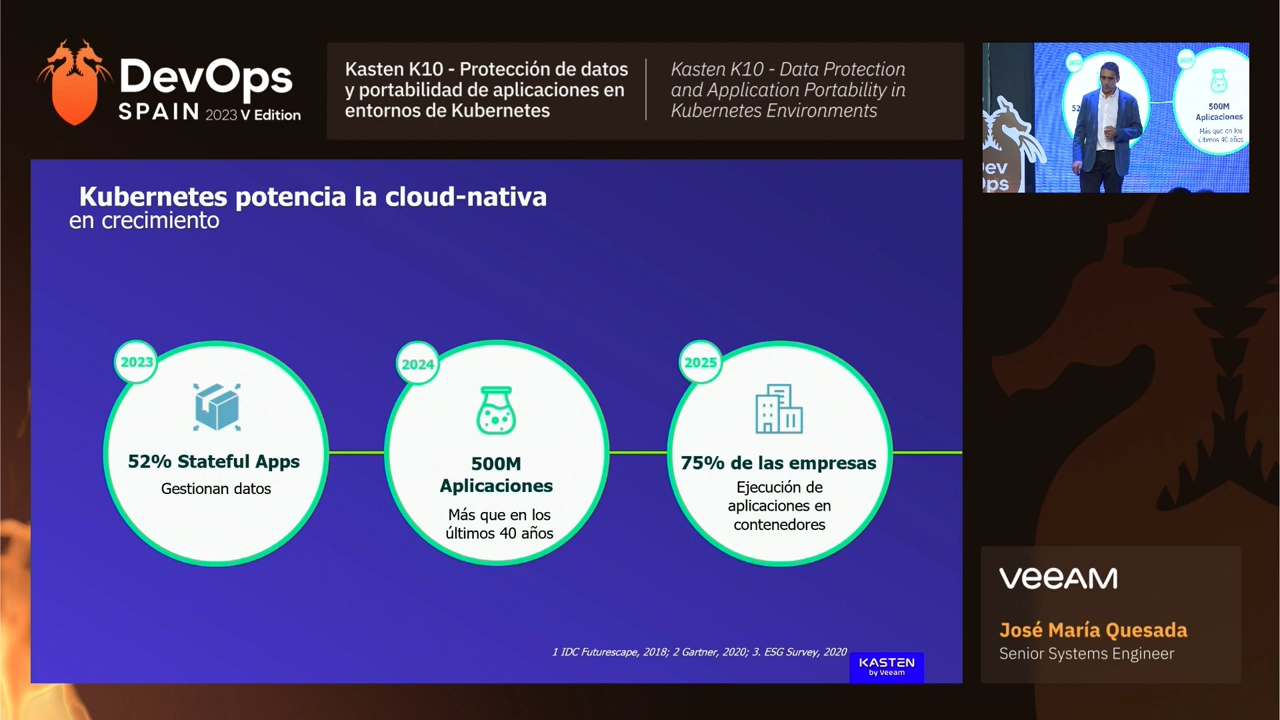 DevOps
SPAIN 2023 V Edition
Kasten K10 - Protección de datos
y portabilidad de aplicaciones en
entornos de Kubernetes
Kasten K10 - Data Protection
and Application Portability in
Kubernetes Environments
2024
500M
Aplicaciones
Más que en los
últimos 40 años
52
Dev
Ops
Kubernetes potencia la cloud-nativa
en crecimiento
2023
52% Stateful Apps
Gestionan datos
2024
500M
Aplicaciones
Más que en los
últimos 40 años
2025
75% de las empresas
Ejecución de
aplicaciones en
contenedores
1 IDC Futurescape, 2018; 2 Gartner, 2020; 3. ESG Survey, 2020
KASTEN
by Veeam
veeAM
José María Quesada
Senior Systems Engineer